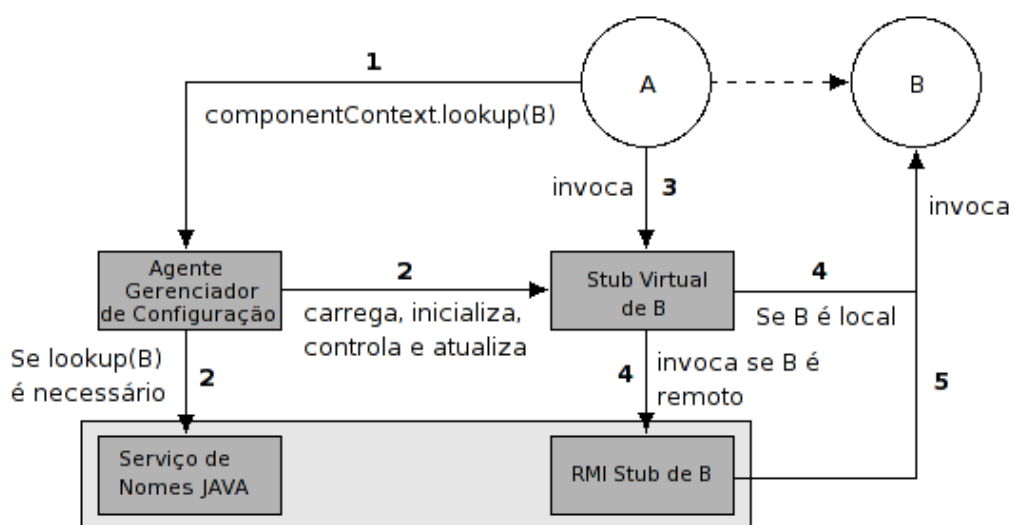 1
A
B
componentContext.lookup(B)
invoca
3
invoca
Agente
Gerenciador
de Configuração
2
carrega, inicializa,
controla e atualiza
Stub Virtual
de B
4
Se B é local
Se lookup(B)
é necessário
2
4
invoca se B é
remoto
5
Serviço de
Nomes JAVA
RMI Stub de B